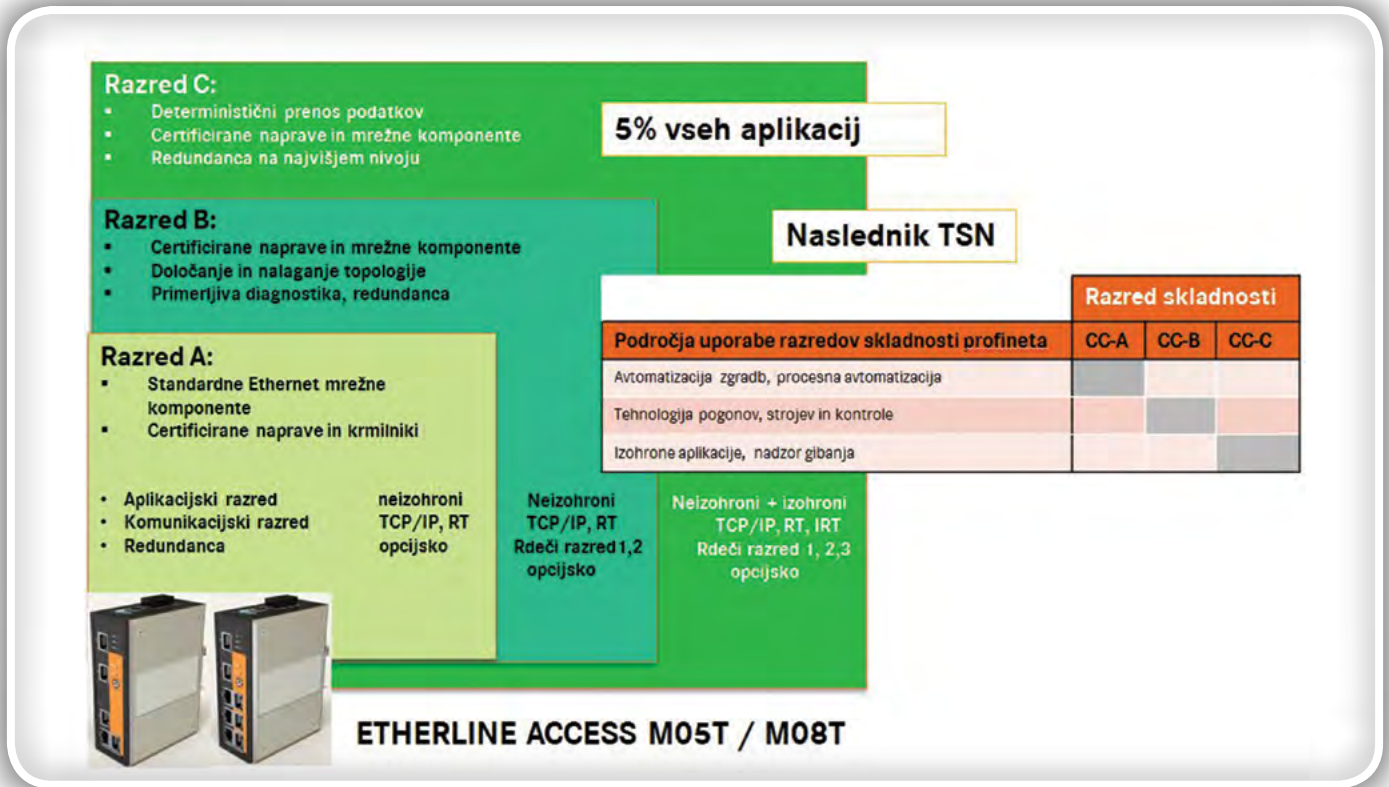 Razred C:
▪ Deterministični prenos podatkov
▪ Certificirane naprave in mrežne komponente
▪ Redundanca na najvišjem nivoju
5% vseh aplikacij
Razred B:
▪ Certificirane naprave in mrežne komponente
▪ Določanje in nalaganje topologije
▪ Primerljiva diagnostika, redundanca
Naslednik TSN
Razred skladnosti
Področja uporabe razredov skladnosti profineta CC-A CC-B CC-C
Avtomatizacija zgradb, procesna avtomatizacija
Tehnologija pogonov, strojev in kontrole
Izohrone aplikacije, nadzor gibanja
Razred A:
▪ Standardne Ethernet mrežne
komponente
▪ Certificirane naprave in krmilniki
• Aplikacijski razred neizohroni Neizohroni Neizohroni + izohroni
• Komunikacijski razred TCP/IP, RT TCP/IP, RT TCP/IP, RT, IRT
• Redundanca opcijsko Rdeči razred 1,2 Rdeči razred 1, 2,3
opcijsko opcijsko
ETHERLINE ACCESS M05T / M08T